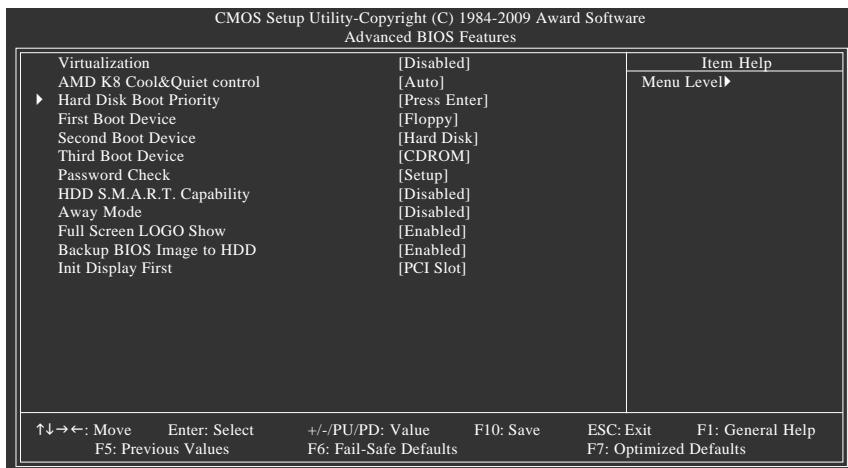 CMOS Setup Utility-Copyright (C) 1984-2009 Award Software
Advanced BIOS Features
Virtualization [Disabled] Item Help
AMD K8 Cool&Quiet control [Auto] Menu Level▶
▶ Hard Disk Boot Priority [Press Enter]
First Boot Device [Floppy]
Second Boot Device [Hard Disk]
Third Boot Device [CDROM]
Password Check [Setup]
HDD S.M.A.R.T. Capability [Disabled]
Away Mode [Disabled]
Full Screen LOGO Show [Enabled]
Backup BIOS Image to HDD [Enabled]
Init Display First [PCI Slot]
↑↓→←: Move Enter: Select +/-/PU/PD: Value F10: Save ESC: Exit F1: General Help
F5: Previous Values F6: Fail-Safe Defaults F7: Optimized Defaults